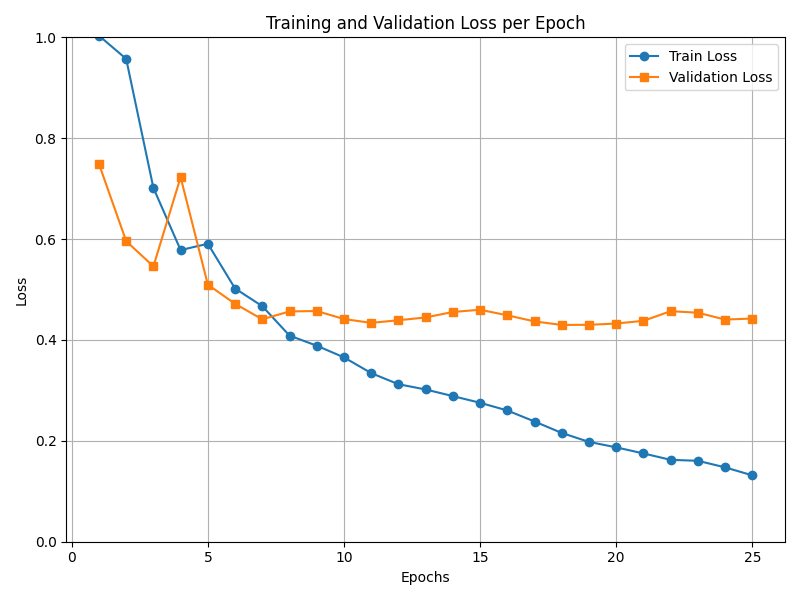 Training and Validation Loss per Epoch
Train Loss
Validation Loss
1.0
0.8
0.6
0.4
0.2
0.0
Loss
0 5 10 15 20 25
Epochs